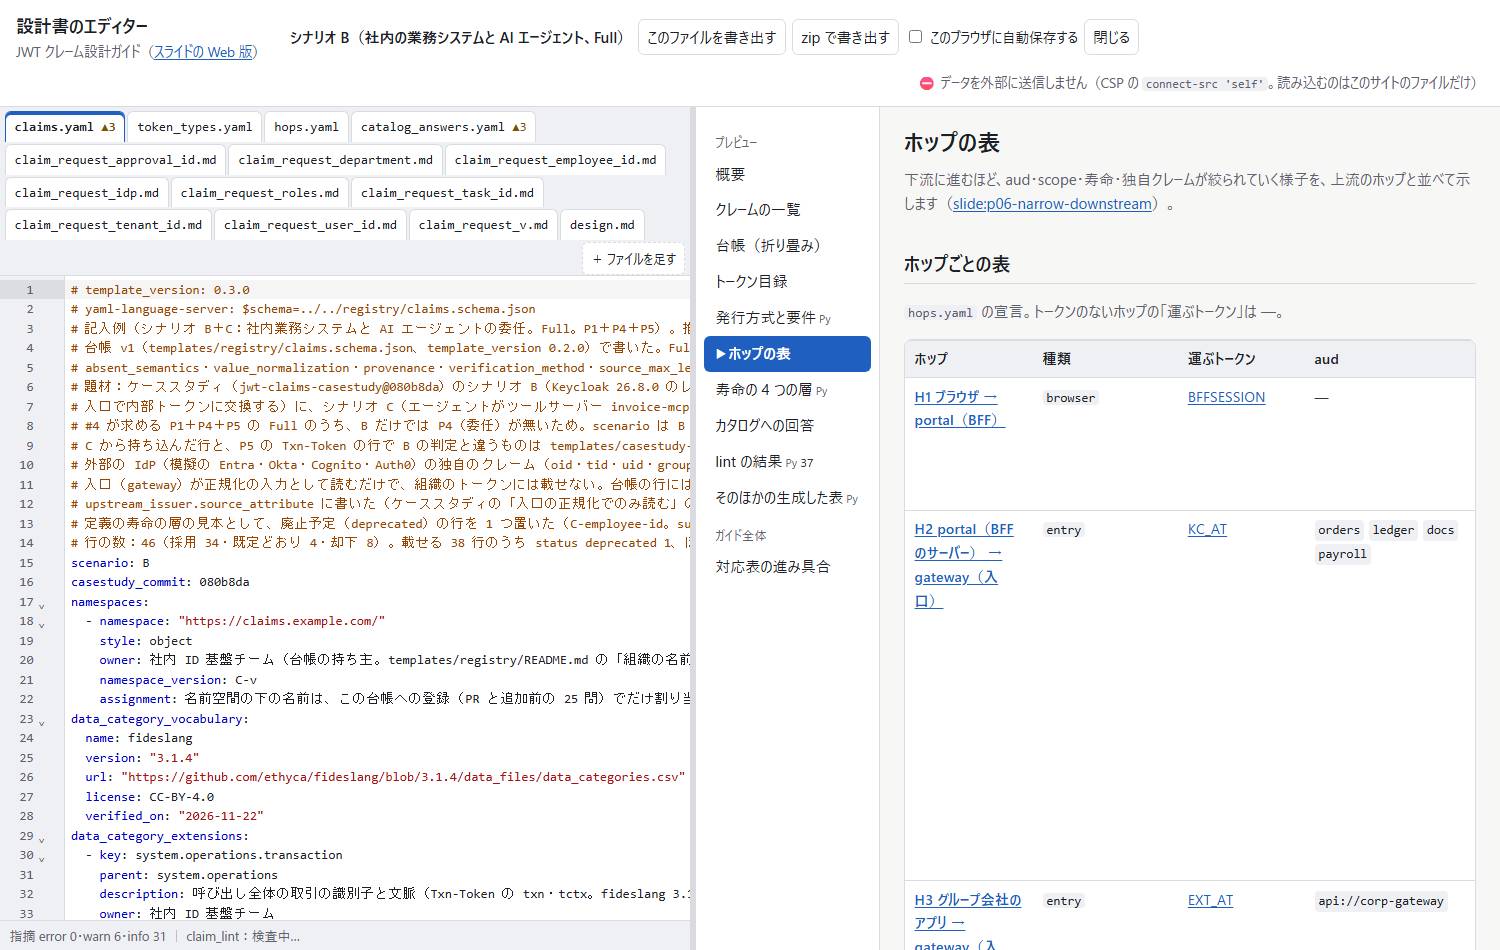 設計書のエディター
JWT クレーム設計ガイド（スライドの Web 版）
シナリオ B（社内の業務システムと AI エージェント、Full）
このファイルを書き出す
zip で書き出す
このブラウザに自動保存する
閉じる
⛔ データを外部に送信しません（CSP の connect-src 'self'。読み込むのはこのサイトのファイルだけ）
claims.yaml ▲3
token_types.yaml
hops.yaml
catalog_answers.yaml ▲3
claim_request_approval_id.md
claim_request_department.md
claim_request_employee_id.md
claim_request_idp.md
claim_request_roles.md
claim_request_task_id.md
claim_request_tenant_id.md
claim_request_user_id.md
claim_request_v.md
design.md
＋ ファイルを足す
1 # template_version: 0.3.0
2 # yaml-language-server: $schema=../../registry/claims.schema.json
3 # 記入例（シナリオ B＋C：社内業務システムと AI エージェントの委任。Full。P1＋P4＋P5）。推
4 # 台帳 v1（templates/registry/claims.schema.json、template_version 0.2.0）で書いた。Ful
5 # absent_semantics・value_normalization・provenance・verification_method・source_max_le
6 # 題材：ケーススタディ（jwt-claims-casestudy@080b8da）のシナリオ B（Keycloak 26.8.0 のレ
7 # 入口で内部トークンに交換する）に、シナリオ C（エージェントがツールサーバー invoice-mcp
8 # #4 が求める P1＋P4＋P5 の Full のうち、B だけでは P4（委任）が無いため。scenario は B
9 # C から持ち込んだ行と、P5 の Txn-Token の行で B の判定と違うものは templates/casestudy-
10 # 外部の IdP（模擬の Entra・Okta・Cognito・Auth0）の独自のクレーム（oid・tid・uid・group
11 # 入口（gateway）が正規化の入力として読むだけで、組織のトークンには載せない。台帳の行には
12 # upstream_issuer.source_attribute に書いた（ケーススタディの「入口の正規化でのみ読む」の
13 # 定義の寿命の層の見本として、廃止予定（deprecated）の行を 1 つ置いた（C-employee-id。su
14 # 行の数：46（採用 34・既定どおり 4・却下 8）。載せる 38 行のうち status deprecated 1、ほ
15 scenario: B
16 casestudy_commit: 080b8da
17 namespaces:
18 - namespace: "https://claims.example.com/"
19 style: object
20 owner: 社内 ID 基盤チーム（台帳の持ち主。templates/registry/README.md の「組織の名前
21 namespace_version: C-v
22 assignment: 名前空間の下の名前は、この台帳への登録（PR と追加前の 25 問）でだけ割り当
23 data_category_vocabulary:
24 name: fideslang
25 version: "3.1.4"
26 url: "https://github.com/ethyca/fideslang/blob/3.1.4/data_files/data_categories.csv"
27 license: CC-BY-4.0
28 verified_on: "2026-11-22"
29 data_category_extensions:
30 - key: system.operations.transaction
31 parent: system.operations
32 description: 呼び出し全体の取引の識別子と文脈（Txn-Token の txn・tctx。fideslang 3.1
33 owner: 社内 ID 基盤チーム
指摘 error 0・warn 6・info 31
claim_lint：検査中…
プレビュー
概要
クレームの一覧
台帳（折り畳み）
トークン目録
発行方式と要件 Py
▶ホップの表
寿命の 4 つの層 Py
カタログへの回答
lint の結果 Py 37
そのほかの生成した表 Py
ガイド全体
対応表の進み具合
ホップの表
下流に進むほど、aud・scope・寿命・独自クレームが絞られていく様子を、上流のホップと並べて示
します（slide:p06-narrow-downstream）。
ホップごとの表
hops.yaml の宣言。トークンのないホップの「運ぶトークン」は —。
ホップ 種類 運ぶトークン aud
H1 ブラウザ → browser BFFSESSION —
portal（BFF）
H2 portal（BFF entry KC_AT orders ledger docs
のサーバー） → payroll
gateway（入
口）
H3 グループ会社の entry EXT_AT api://corp-gateway
アプリ →
gateway（入